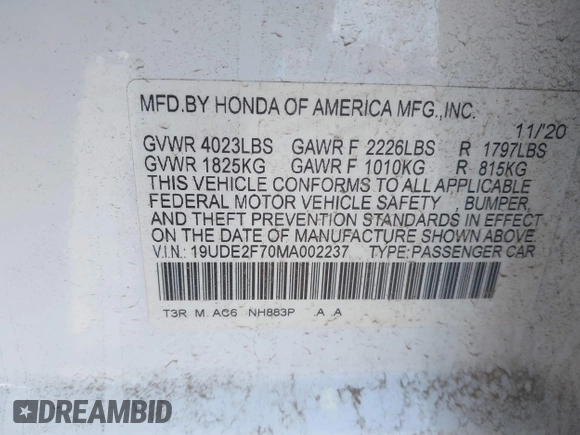 MFD.BY HONDA OF AMERICA MFG.,INC.
11/'20
GVWR 4023LBS GAWR F 2226LBS R 1797LBS
GVWR 1825KG GAWR F 1010KG R 815KG
THIS VEHICLE CONFORMS TO ALL APPLICABLE
FEDERAL MOTOR VEHICLE SAFETY , BUMPER,
AND THEFT PREVENTION STANDARDS IN EFFECT
ON THE DATE OF MANUFACTURE SHOWN ABOVE.
V.I.N.: 19UDE2F70MA002237 TYPE:PASSENGER CAR
T3R M. AC6 NH883P .A .A
DREAMBID